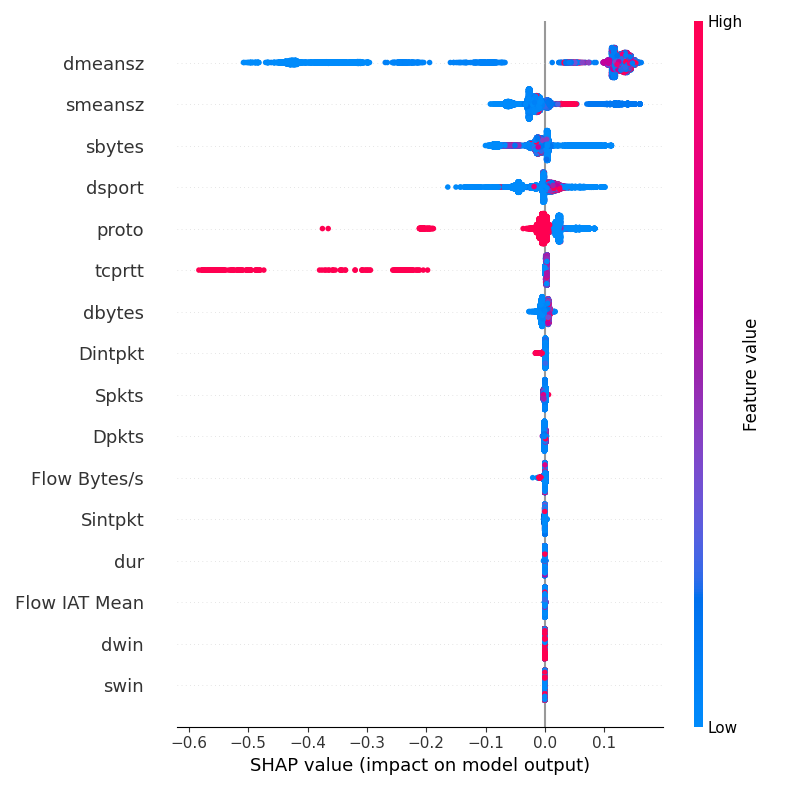 High
dmeansz
smeansz
sbytes
dsport
proto
tcprtt
dbytes
Dintpkt
Spkts
Dpkts
Flow Bytes/s
Sintpkt
dur
Flow IAT Mean
dwin
swin
Feature value
Low
−0.6 −0.5 −0.4 −0.3 −0.2 −0.1 0.0 0.1
SHAP value (impact on model output)